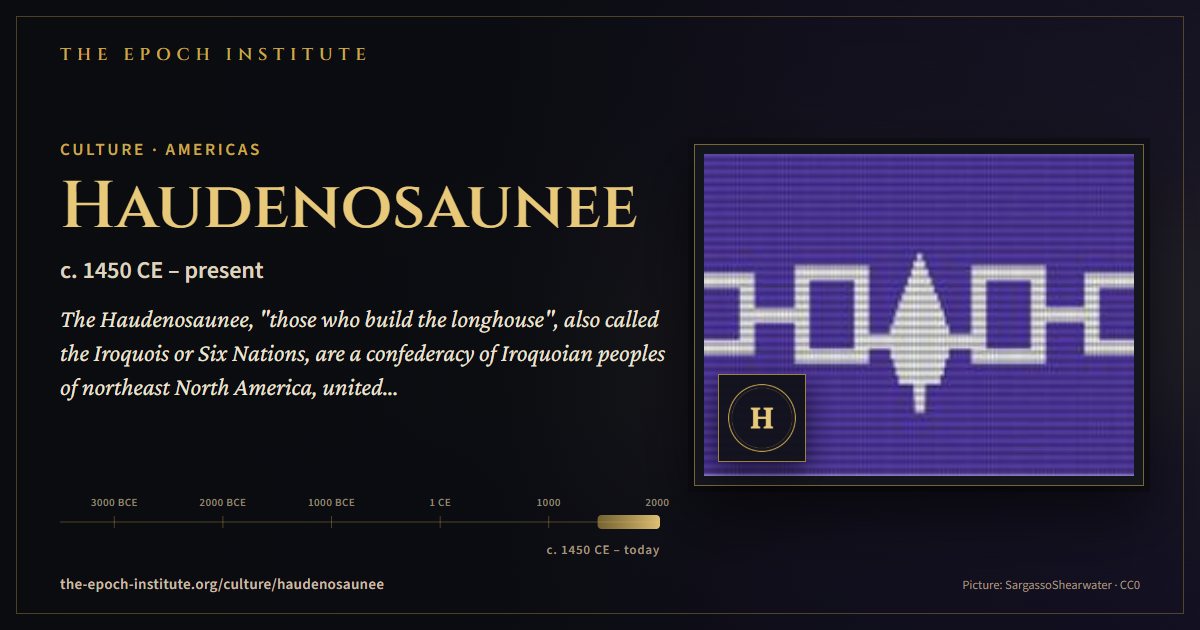 THE EPOCH INSTITUTE
CULTURE · AMERICAS
HAUDENOSAUNEE
c. 1450 CE – present
The Haudenosaunee, "those who build the longhouse", also called
the Iroquois or Six Nations, are a confederacy of Iroquoian peoples
of northeast North America, united...
H
3000 BCE 2000 BCE 1000 BCE 1 CE 1000 2000
c. 1450 CE – today
the-epoch-institute.org/culture/haudenosaunee
Picture: SargassoShearwater · CC0